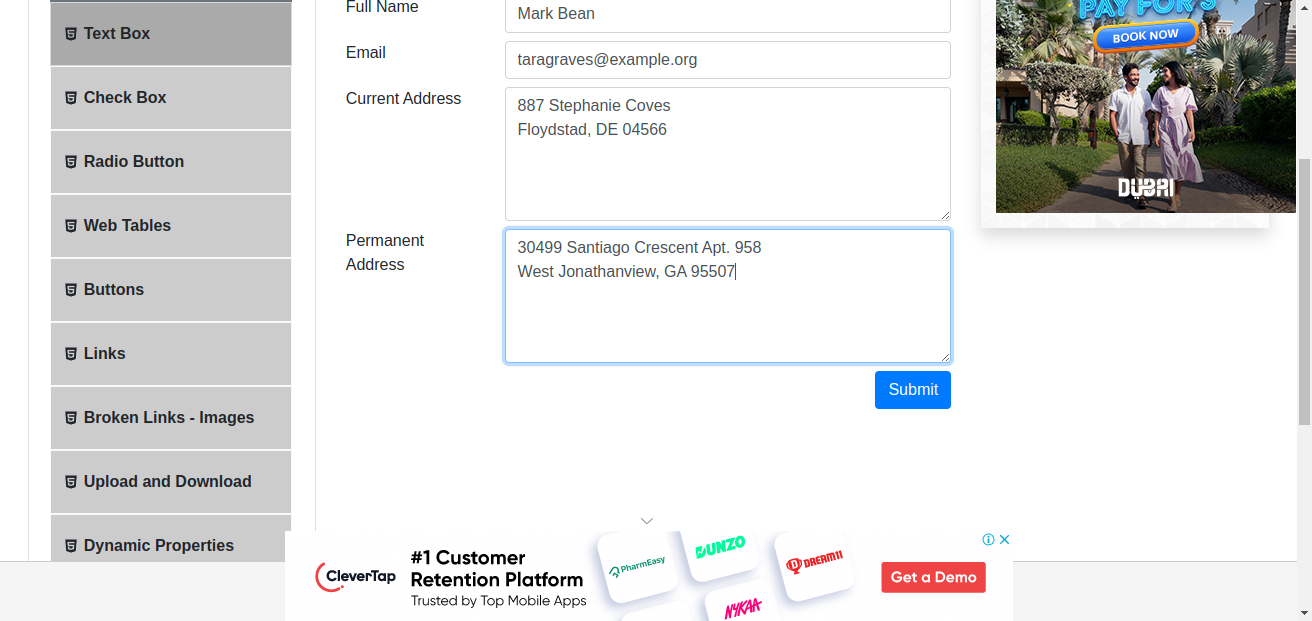 Text Box
Check Box
Radio Button
Web Tables
Buttons
Links
Broken Links - Images
Upload and Download
Dynamic Properties
Full Name
Mark Bean
Email
taragraves@example.org
Current Address
887 Stephanie Coves
Floydstad, DE 04566
Permanent
Address
30499 Santiago Crescent Apt. 958
West Jonathanview, GA 95507
Submit
PAY FOR 3
BOOK NOW
DUBAI
CleverTap
#1 Customer
Retention Platform
Trusted by Top Mobile Apps
PharmEasy
DUNZO
DREAM11
NYKAA
Get a Demo